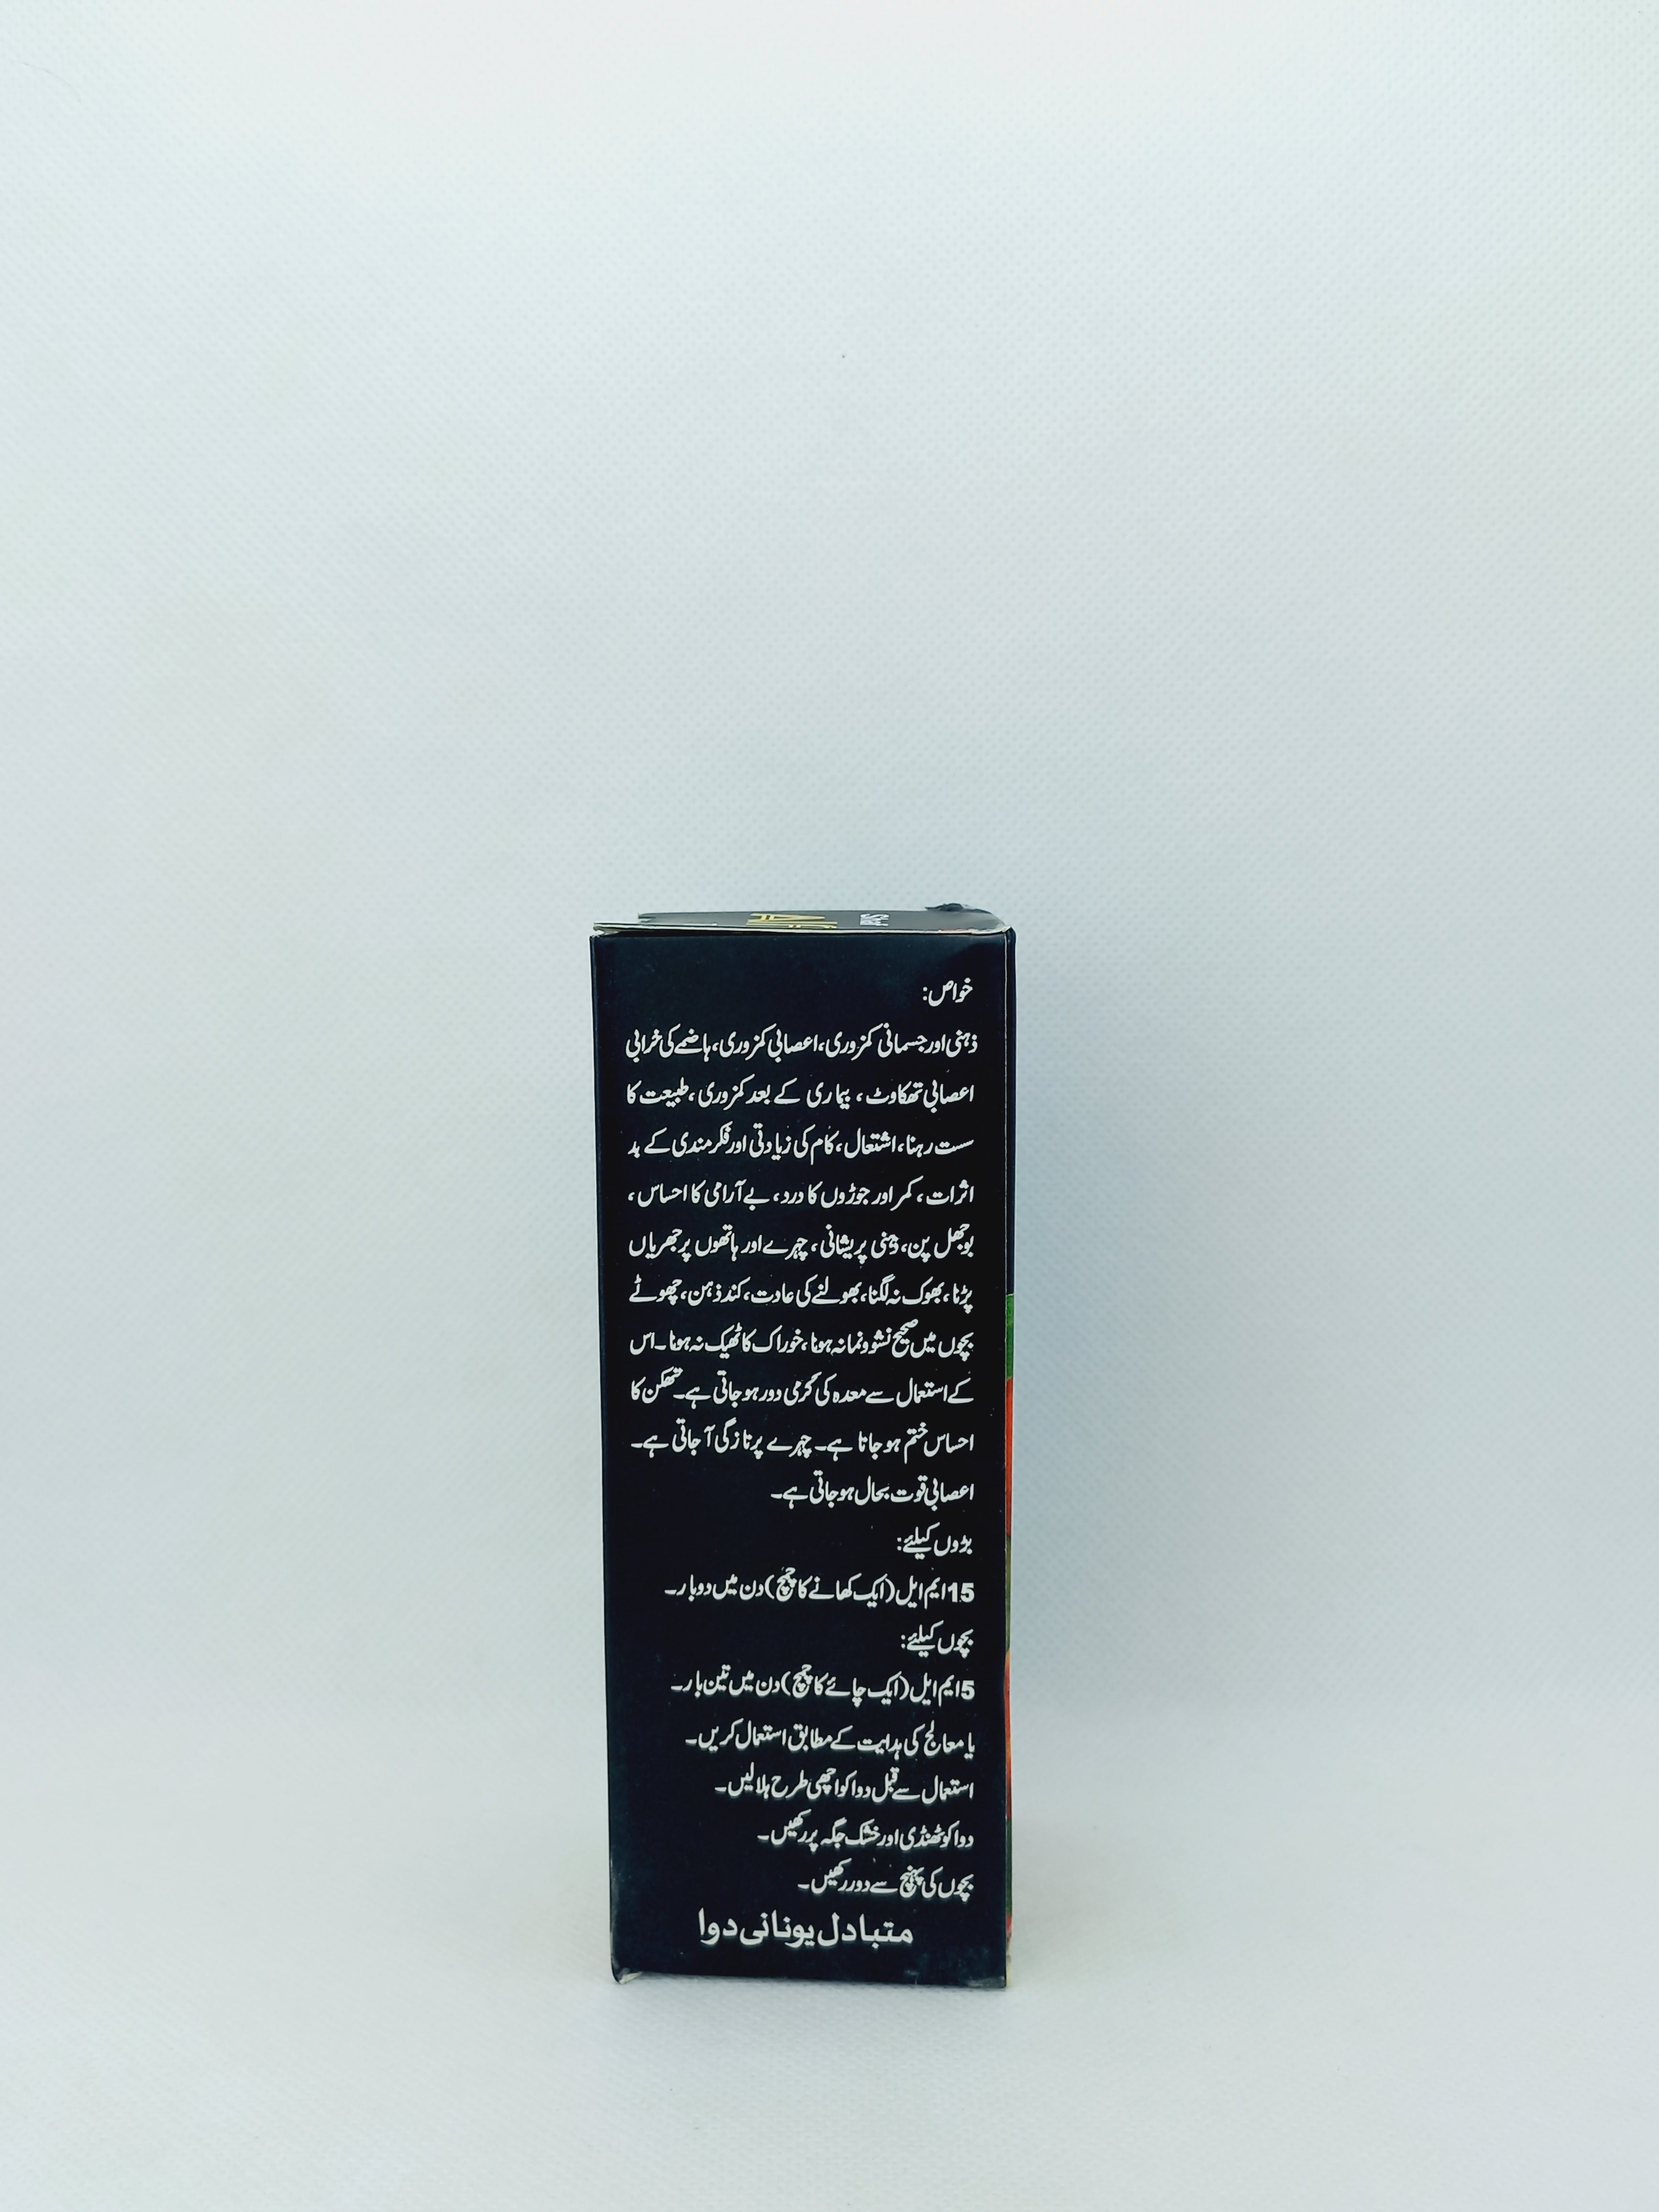 خواص:
ذہنی اور جسمانی کمزوری، اعصابی کمزوری، ہاضمے کی خرابی
اعصابی تھکاوٹ، بیماری کے بعد کمزوری، طبیعت کا
سست رہنا، اشتعال، کام کی زیادتی اور فکر مندی کے بد
اثرات، کمر اور جوڑوں کا درد، بے آرامی کا احساس،
بوجھل پن، ذہنی پریشانی، چہرے اور ہاتھوں پر جھریاں
پڑنا، بھوک نہ لگنا، بھولنے کی عادت، کند ذہن، چھوٹے
بچوں میں صحیح نشوونما نہ ہونا، خوراک کا ٹھیک نہ ہونا۔ اس
کے استعمال سے معدہ کی گرمی دور ہو جاتی ہے۔ تھکن کا
احساس ختم ہو جاتا ہے۔ چہرے پر تازگی آ جاتی ہے۔
اعصابی قوت بحال ہو جاتی ہے۔
بڑوں کیلئے:
15 ایم ایل (ایک کھانے کا چمچ) دن میں دو بار۔
بچوں کیلئے:
5 ایم ایل (ایک چائے کا چمچ) دن میں تین بار۔
یا معالج کی ہدایت کے مطابق استعمال کریں۔
استعمال سے قبل دوا کو اچھی طرح ہلا لیں۔
دوا کو ٹھنڈی اور خشک جگہ پر رکھیں۔
بچوں کی پہنچ سے دور رکھیں۔
متبادل یونانی دوا